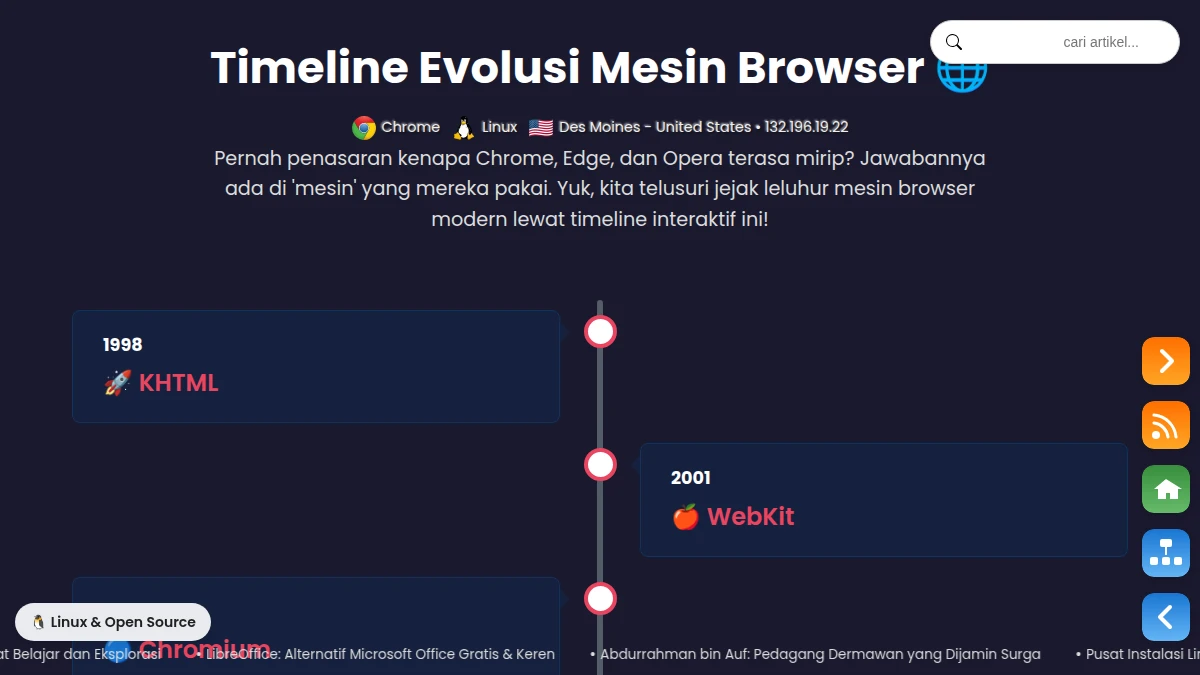 cari artikel...
Timeline Evolusi Mesin Browser
Chrome Linux Des Moines - United States • 132.196.19.22
Pernah penasaran kenapa Chrome, Edge, dan Opera terasa mirip? Jawabannya
ada di 'mesin' yang mereka pakai. Yuk, kita telusuri jejak leluhur mesin browser
modern lewat timeline interaktif ini!
1998
KHTML
2001
WebKit
Linux & Open Source
Chromium
at Belajar dan Eksplorasi • LibreOffice: Alternatif Microsoft Office Gratis & Keren • Abdurrahman bin Auf: Pedagang Dermawan yang Dijamin Surga • Pusat Instalasi Li